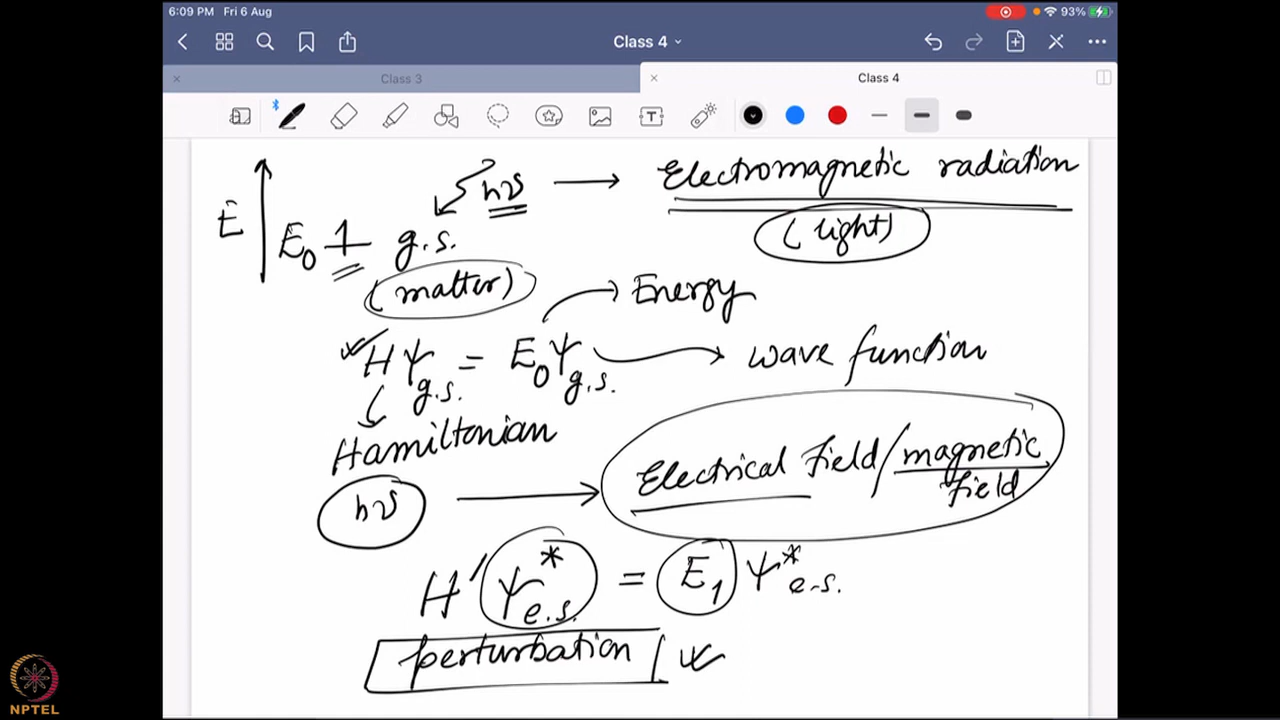 6:09 PM Fri 6 Aug 93%
Class 4
Class 3 Class 4
hν → Electromagnetic radiation
E E₀ 1 g.s. (light)
(matter)
→ Energy
Hψg.s. = E₀ψg.s. → wave function
Hamiltonian
hν → Electrical field/magnetic field
H′ψ*e.s. = E₁ψ*e.s.
perturbation
NPTEL